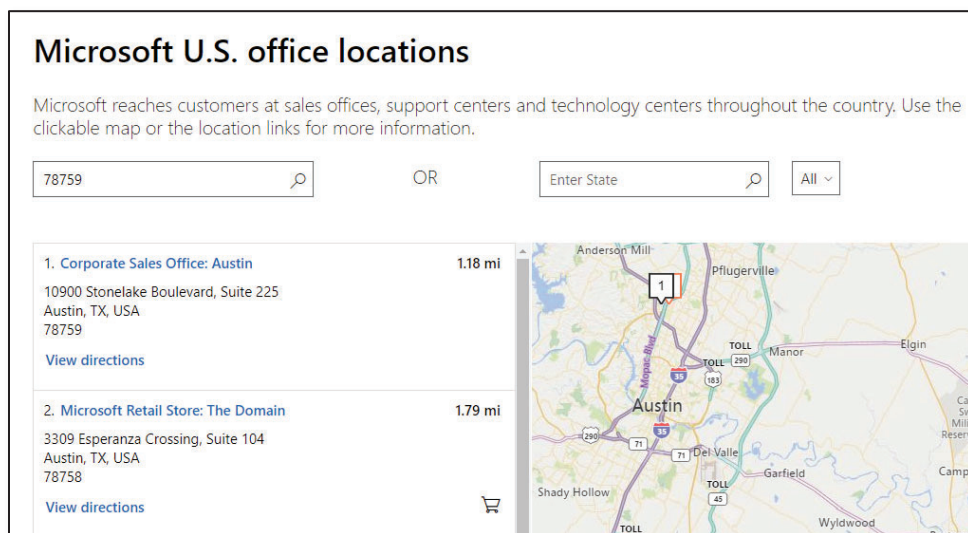 Microsoft U.S. office locations
Microsoft reaches customers at sales offices, support centers and technology centers throughout the country. Use the
clickable map or the location links for more information.
78759
OR
Enter State
All
1. Corporate Sales Office: Austin
1.18 mi
10900 Stonelake Boulevard, Suite 225
Austin, TX, USA
78759
View directions
2. Microsoft Retail Store: The Domain
1.79 mi
3309 Esperanza Crossing, Suite 104
Austin, TX, USA
78758
View directions
Anderson Mill
Pflugerville
1
Mopac Blvd
TOLL
290
Manor
Elgin
TOLL
35
183
Austin
35
290
71
71
Del Valle
Garfield
TOLL
45
Shady Hollow
TOLL
Wyldwood
Ca
Sw
Mili
Reser
Camp